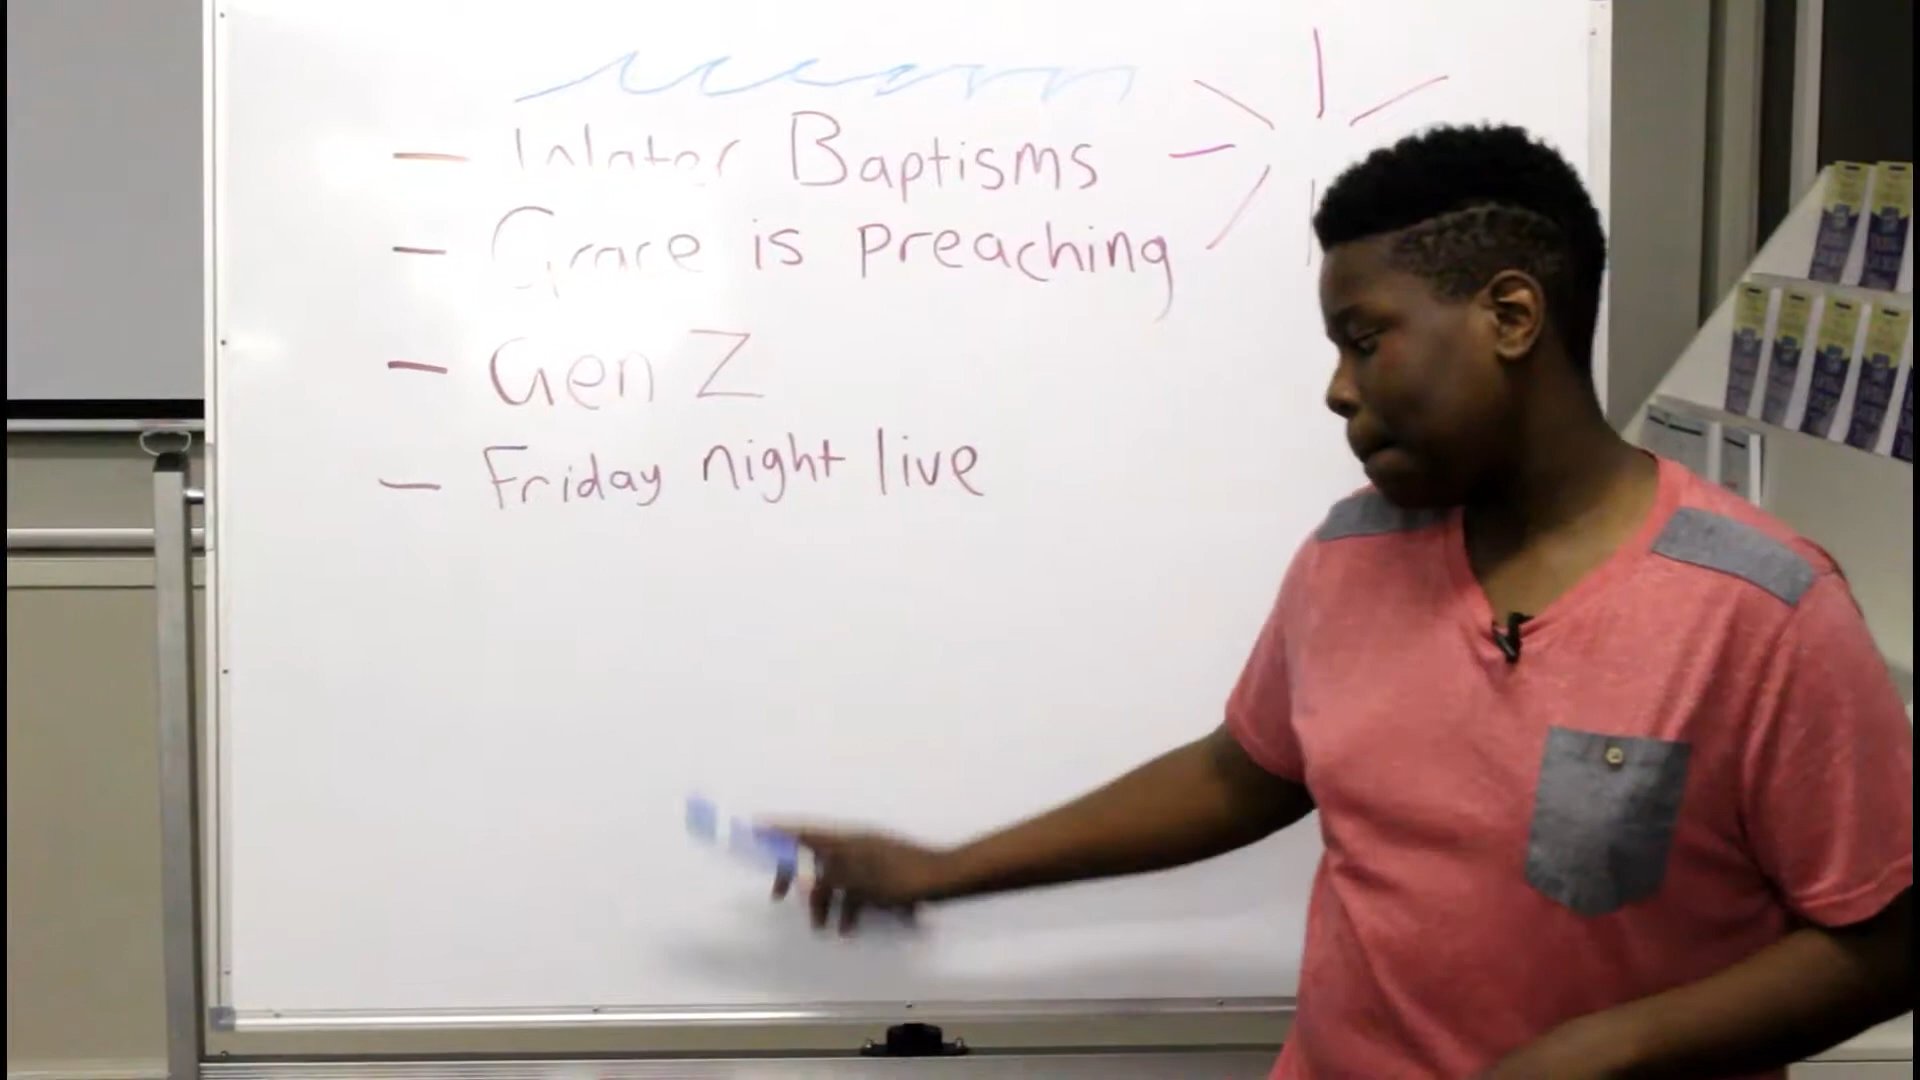 - Water Baptisms
- Grace is preaching
- Gen Z
- Friday night live